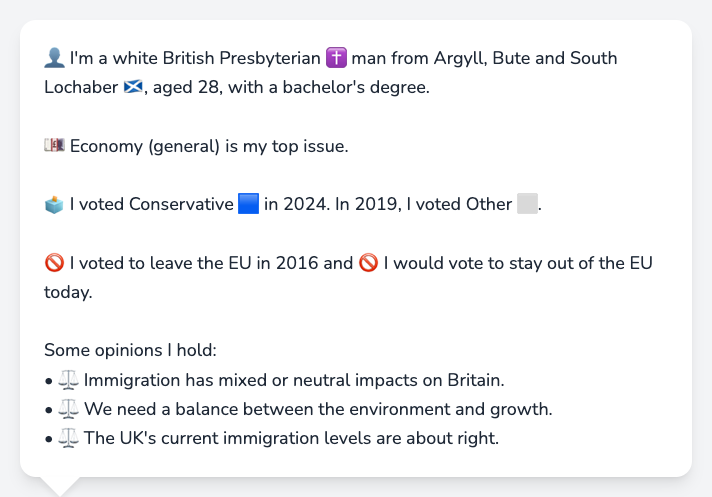 👤 I'm a white British Presbyterian ✝️ man from Argyll, Bute and South
Lochaber 🏴󠁧󠁢󠁳󠁣󠁴󠁿, aged 28, with a bachelor's degree.
💷 Economy (general) is my top issue.
🗳️ I voted Conservative 🟦 in 2024. In 2019, I voted Other ⬜.
🚫 I voted to leave the EU in 2016 and 🚫 I would vote to stay out of the EU
today.
Some opinions I hold:
• ⚖️ Immigration has mixed or neutral impacts on Britain.
• ⚖️ We need a balance between the environment and growth.
• ⚖️ The UK's current immigration levels are about right.